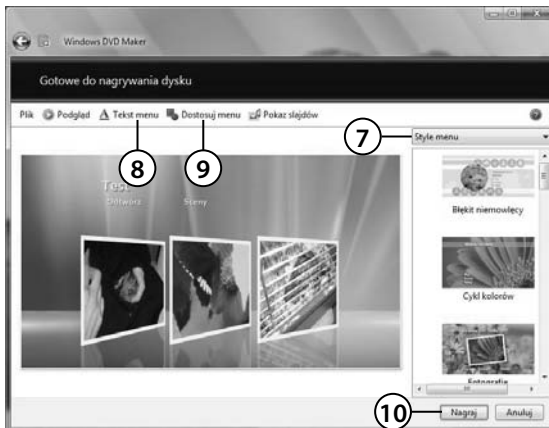 Windows DVD Maker
Gotowe do nagrywania dysku
Plik Podgląd Tekst menu Dostosuj menu Pokaz slajdów
7
Style menu
8
9
Test
Odtwórz Sceny
Błękit niemowlęcy
Cykl kolorów
Fotografia
10
Nagraj Anuluj